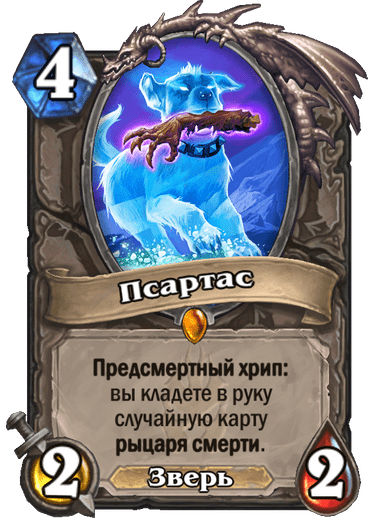 4
Псартас
Предсмертный хрип:
вы кладете в руку
случайную карту
рыцаря смерти.
2
Зверь
2